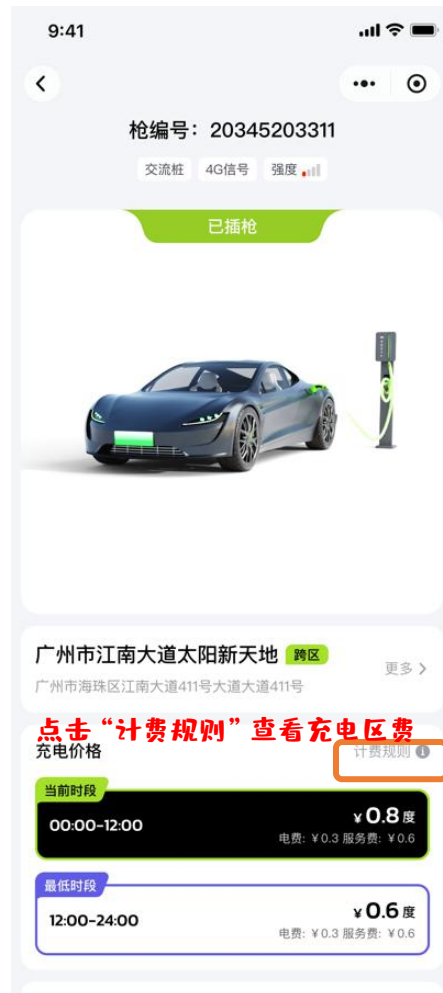 9:41
枪编号：20345203311
交流桩 4G信号 强度
已插枪
广州市江南大道太阳新天地 跨区
更多
广州市海珠区江南大道411号大道大道411号
点击“计费规则”查看充电区费
充电价格
计费规则
当前时段
00:00-12:00
¥0.8度
电费：¥0.3 服务费：¥0.6
最低时段
12:00-24:00
¥0.6度
电费：¥0.3 服务费：¥0.6